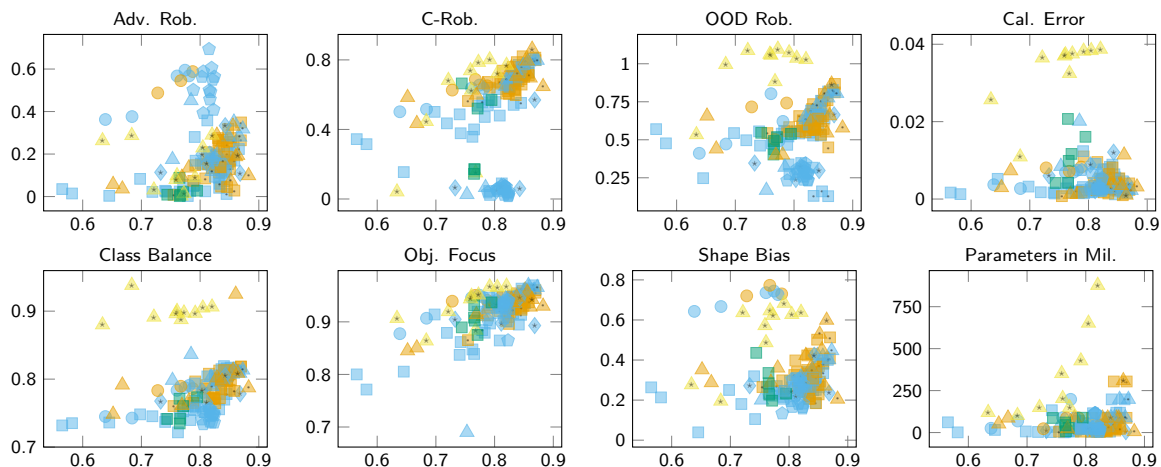 Adv. Rob. C-Rob. OOD Rob. Cal. Error
0.6 0.4 0.2 0
0.8 0.4 0
1 0.75 0.5 0.25
0.04 0.02 0
0.6 0.7 0.8 0.9 0.6 0.7 0.8 0.9 0.6 0.7 0.8 0.9 0.6 0.7 0.8 0.9
Class Balance Obj. Focus Shape Bias Parameters in Mil.
0.9 0.8 0.7
0.9 0.8 0.7
0.8 0.6 0.4 0.2 0
750 500 250 0
0.6 0.7 0.8 0.9 0.6 0.7 0.8 0.9 0.6 0.7 0.8 0.9 0.6 0.7 0.8 0.9